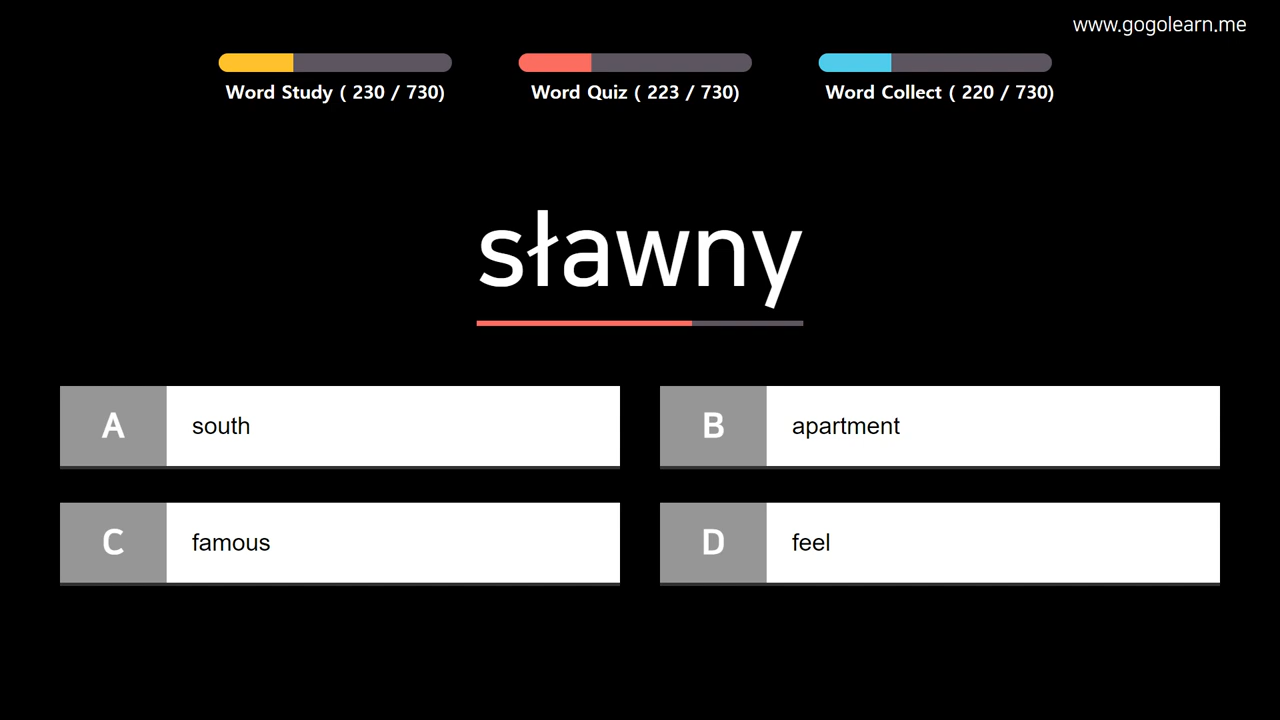 www.gogolearn.me
Word Study ( 230 / 730)
Word Quiz ( 223 / 730)
Word Collect ( 220 / 730)
sławny
A south
B apartment
C famous
D feel